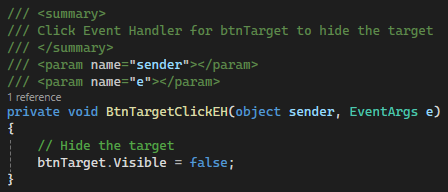 /// <summary>
/// Click Event Handler for btnTarget to hide the target
/// </summary>
/// <param name="sender"></param>
/// <param name="e"></param>
1 reference
private void BtnTargetClickEH(object sender, EventArgs e)
{
// Hide the target
btnTarget.Visible = false;
}